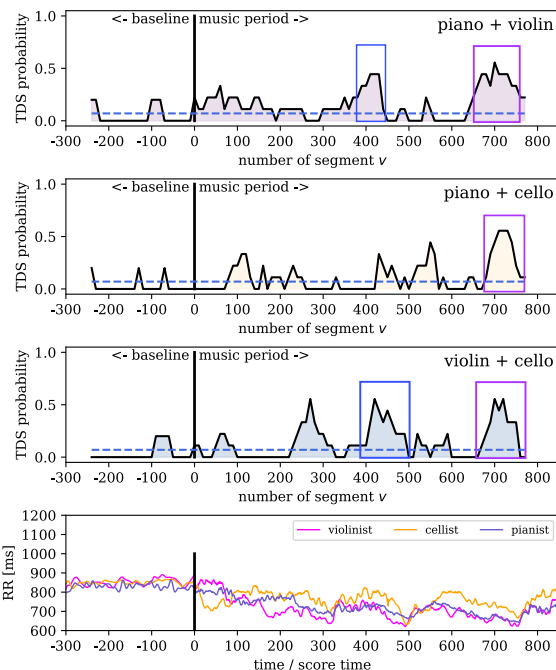 <- baseline music period ->
piano + violin
TDS probability
1.0
0.5
0.0
-300 -200 -100 0 100 200 300 400 500 600 700 800
number of segment v
<- baseline music period ->
piano + cello
TDS probability
1.0
0.5
0.0
-300 -200 -100 0 100 200 300 400 500 600 700 800
number of segment v
<- baseline music period ->
violin + cello
TDS probability
1.0
0.5
0.0
-300 -200 -100 0 100 200 300 400 500 600 700 800
number of segment v
violinist cellist pianist
RR [ms]
1200
1100
1000
900
800
700
600
-300 -200 -100 0 100 200 300 400 500 600 700 800
time / score time